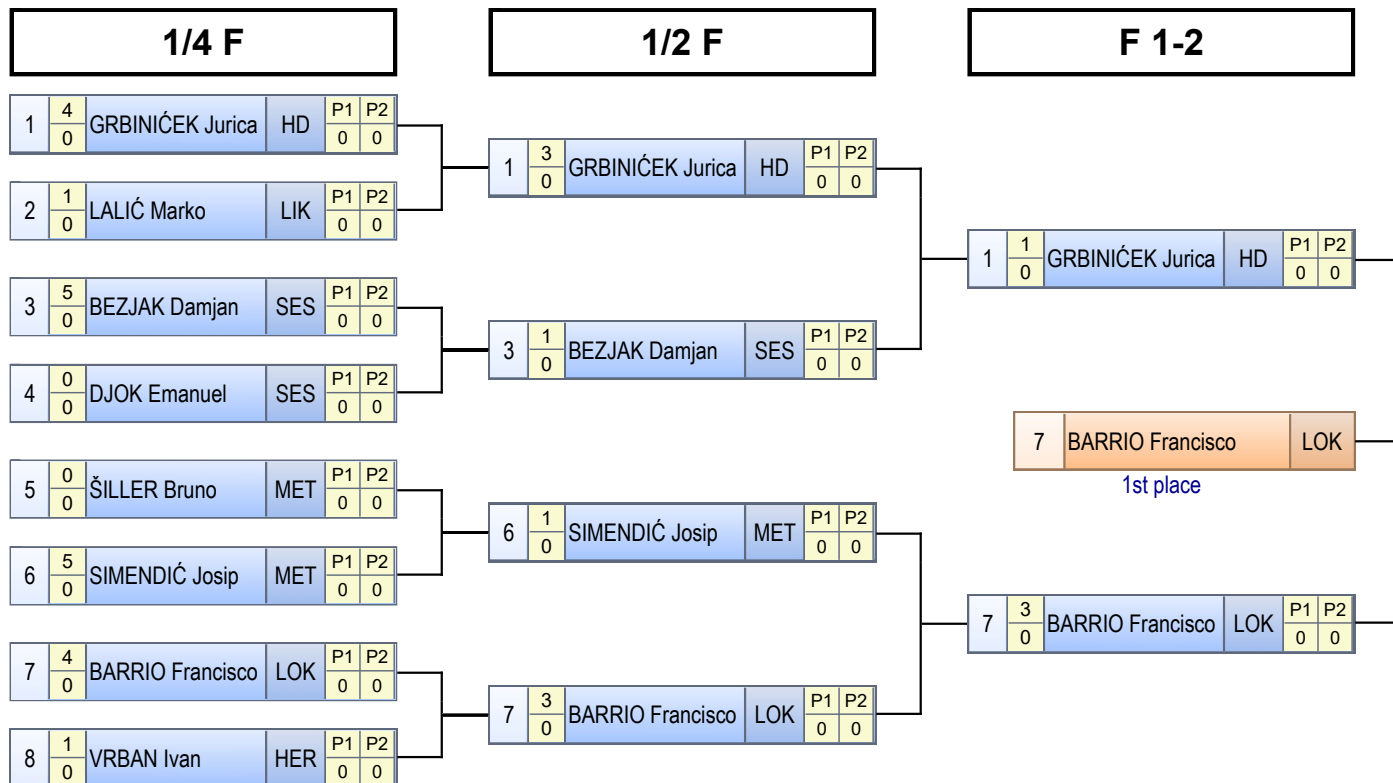 1/4 F
1/2 F
F 1-2
1 4 0 GRBINIĆEK Jurica HD P1 P2 0 0
2 1 0 LALIĆ Marko LIK P1 P2 0 0
3 5 0 BEZJAK Damjan SES P1 P2 0 0
4 0 0 DJOK Emanuel SES P1 P2 0 0
5 0 0 ŠILLER Bruno MET P1 P2 0 0
6 5 0 SIMENDIĆ Josip MET P1 P2 0 0
7 4 0 BARRIO Francisco LOK P1 P2 0 0
8 1 0 VRBAN Ivan HER P1 P2 0 0
1 3 0 GRBINIĆEK Jurica HD P1 P2 0 0
3 1 0 BEZJAK Damjan SES P1 P2 0 0
6 1 0 SIMENDIĆ Josip MET P1 P2 0 0
7 3 0 BARRIO Francisco LOK P1 P2 0 0
1 1 0 GRBINIĆEK Jurica HD P1 P2 0 0
7 BARRIO Francisco LOK
1st place
7 3 0 BARRIO Francisco LOK P1 P2 0 0